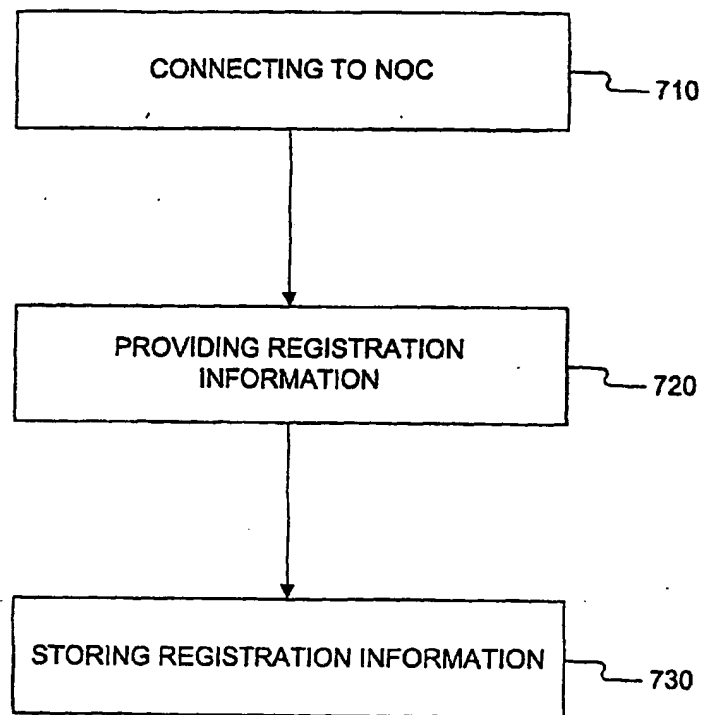 CONNECTING TO NOC
710
PROVIDING REGISTRATION
INFORMATION
720
STORING REGISTRATION INFORMATION
730